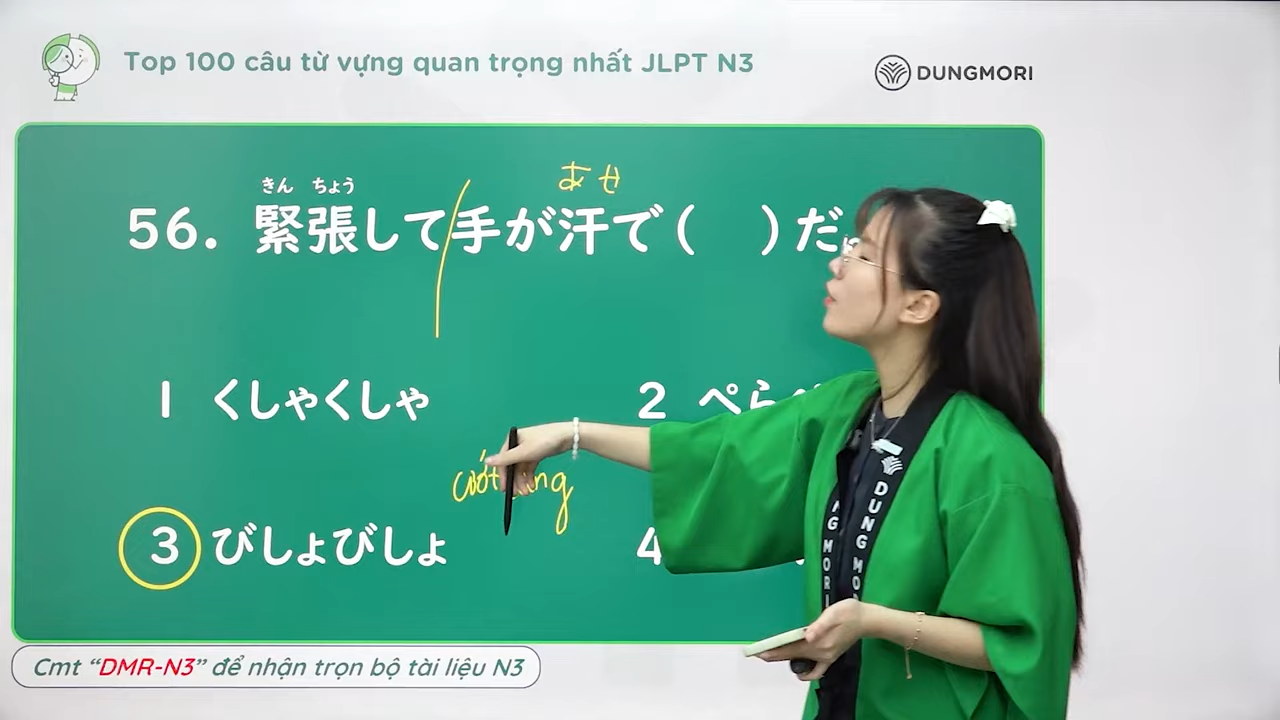 Top 100 câu từ vựng quan trọng nhất JLPT N3
DUNGMORI
あせ
きん ちょう
56. 緊張して手が汗で( )だ
1 くしゃくしゃ
2 ぺら
ướt
3 びしょびしょ
4
DUNG MORI
Cmt “DMR-N3” để nhận trọn bộ tài liệu N3